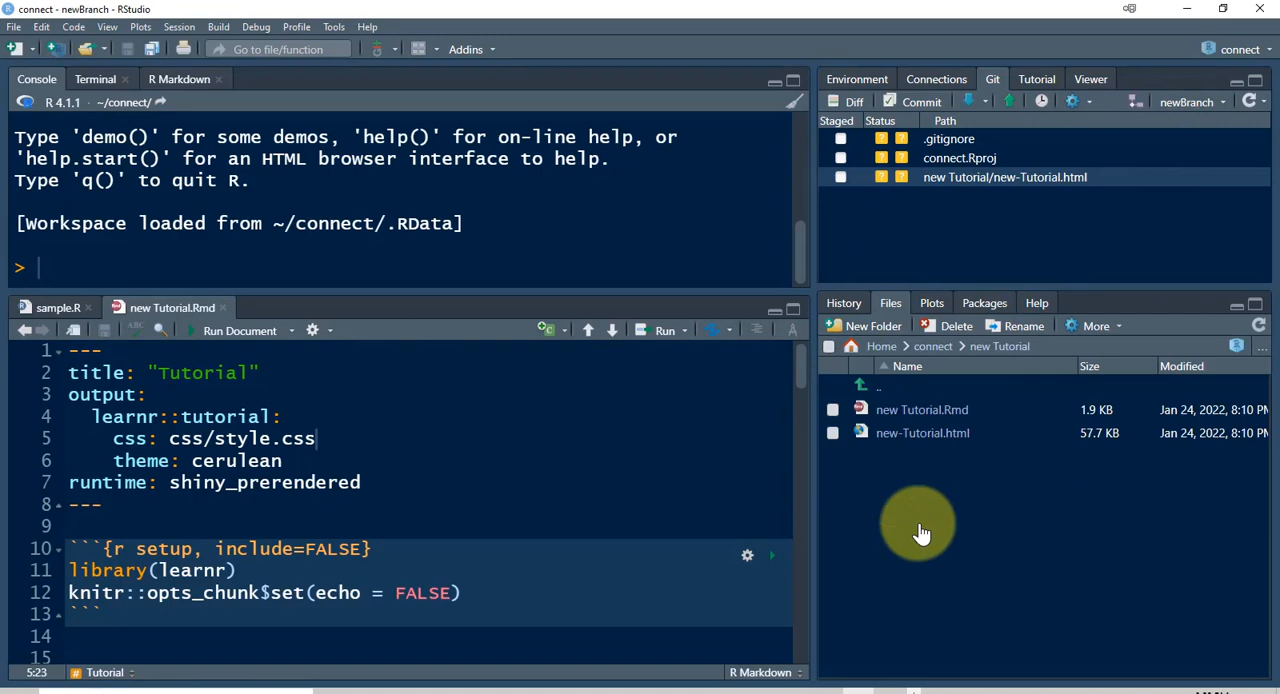 connect - newBranch - RStudio
File Edit Code View Plots Session Build Debug Profile Tools Help
Go to file/function Addins connect
Console Terminal R Markdown
R 4.1.1 · ~/connect/
Type 'demo()' for some demos, 'help()' for on-line help, or
'help.start()' for an HTML browser interface to help.
Type 'q()' to quit R.
[Workspace loaded from ~/connect/.RData]
>
Environment Connections Git Tutorial Viewer
Diff Commit newBranch
Staged Status Path
.gitignore
connect.Rproj
new Tutorial/new-Tutorial.html
sample.R new Tutorial.Rmd
Run Document Run
1 ---
2 title: "Tutorial"
3 output:
4 learnr::tutorial:
5 css: css/style.css
6 theme: cerulean
7 runtime: shiny_prerendered
8 ---
9
10 ```{r setup, include=FALSE}
11 library(learnr)
12 knitr::opts_chunk$set(echo = FALSE)
13 ```
14
15
5:23 # Tutorial R Markdown
History Files Plots Packages Help
New Folder Delete Rename More
Home > connect > new Tutorial ...
Name Size Modified
..
new Tutorial.Rmd 1.9 KB Jan 24, 2022, 8:10 PM
new-Tutorial.html 57.7 KB Jan 24, 2022, 8:10 PM